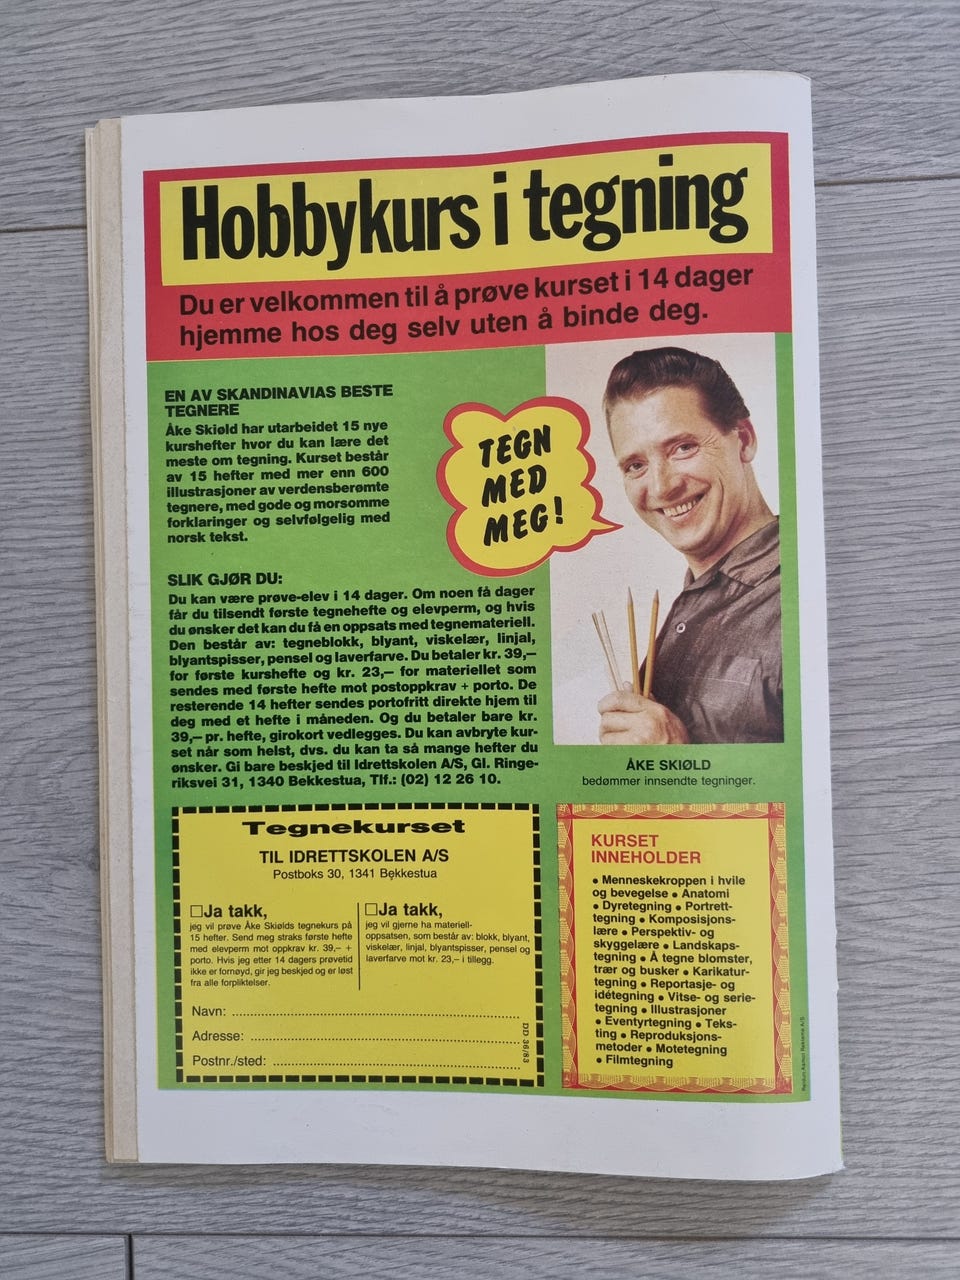 Hobbykurs i tegning
Du er velkommen til å prøve kurset i 14 dager
hjemme hos deg selv uten å binde deg.
EN AV SKANDINAVIAS BESTE
TEGNERE
Åke Skiøld har utarbeidet 15 nye
kurshefter hvor du kan lære det
meste om tegning. Kurset består
av 15 hefter med mer enn 600
illustrasjoner av verdensberømte
tegnere, med gode og morsomme
forklaringer og selvfølgelig med
norsk tekst.
TEGN
MED
MEG!
SLIK GJØR DU:
Du kan være prøve-elev i 14 dager. Om noen få dager
får du tilsendt første tegnehefte og elevperm, og hvis
du ønsker det kan du få en oppsats med tegnemateriell.
Den består av: tegneblokk, blyant, viskelær, linjal,
blyantspisser, pensel og laverfarve. Du betaler kr. 39,–
for første kurshefte og kr. 23,– for materiellet som
sendes med første hefte mot postoppkrav + porto. De
resterende 14 hefter sendes portofritt direkte hjem til
deg med et hefte i måneden. Og du betaler bare kr.
39,– pr. hefte, girokort vedlegges. Du kan avbryte kur-
set når som helst, dvs. du kan ta så mange hefter du
ønsker. Gi bare beskjed til Idrettskolen A/S, Gl. Ringe-
riksvei 31, 1340 Bekkestua, Tlf.: (02) 12 26 10.
ÅKE SKIØLD
bedømmer innsendte tegninger.
Tegnekurset
TIL IDRETTSKOLEN A/S
Postboks 30, 1341 Bekkestua
Ja takk,
jeg vil prøve Åke Skiølds tegnekurs på
15 hefter. Send meg straks første hefte
med elevperm mot oppkrav kr. 39,– +
porto. Hvis jeg etter 14 dagers prøvetid
ikke er fornøyd, gir jeg beskjed og er løst
fra alle forpliktelser.
Ja takk,
jeg vil gjerne ha materiell-
oppsatsen, som består av: blokk, blyant,
viskelær, linjal, blyantspisser, pensel og
laverfarve mot kr. 23,– i tillegg.
Navn:
Adresse:
Postnr./sted:
DD 36/83
KURSET
INNEHOLDER
• Menneskekroppen i hvile
og bevegelse • Anatomi
• Dyretegning • Portrett-
tegning • Komposisjons-
lære • Perspektiv- og
skyggelære • Landskaps-
tegning • Å tegne blomster,
trær og busker • Karikatur-
tegning • Reportasje- og
idétegning • Vitse- og serie-
tegning • Illustrasjoner
• Eventyrtegning • Teks-
ting • Reproduksjons-
metoder • Motetegning
• Filmtegning